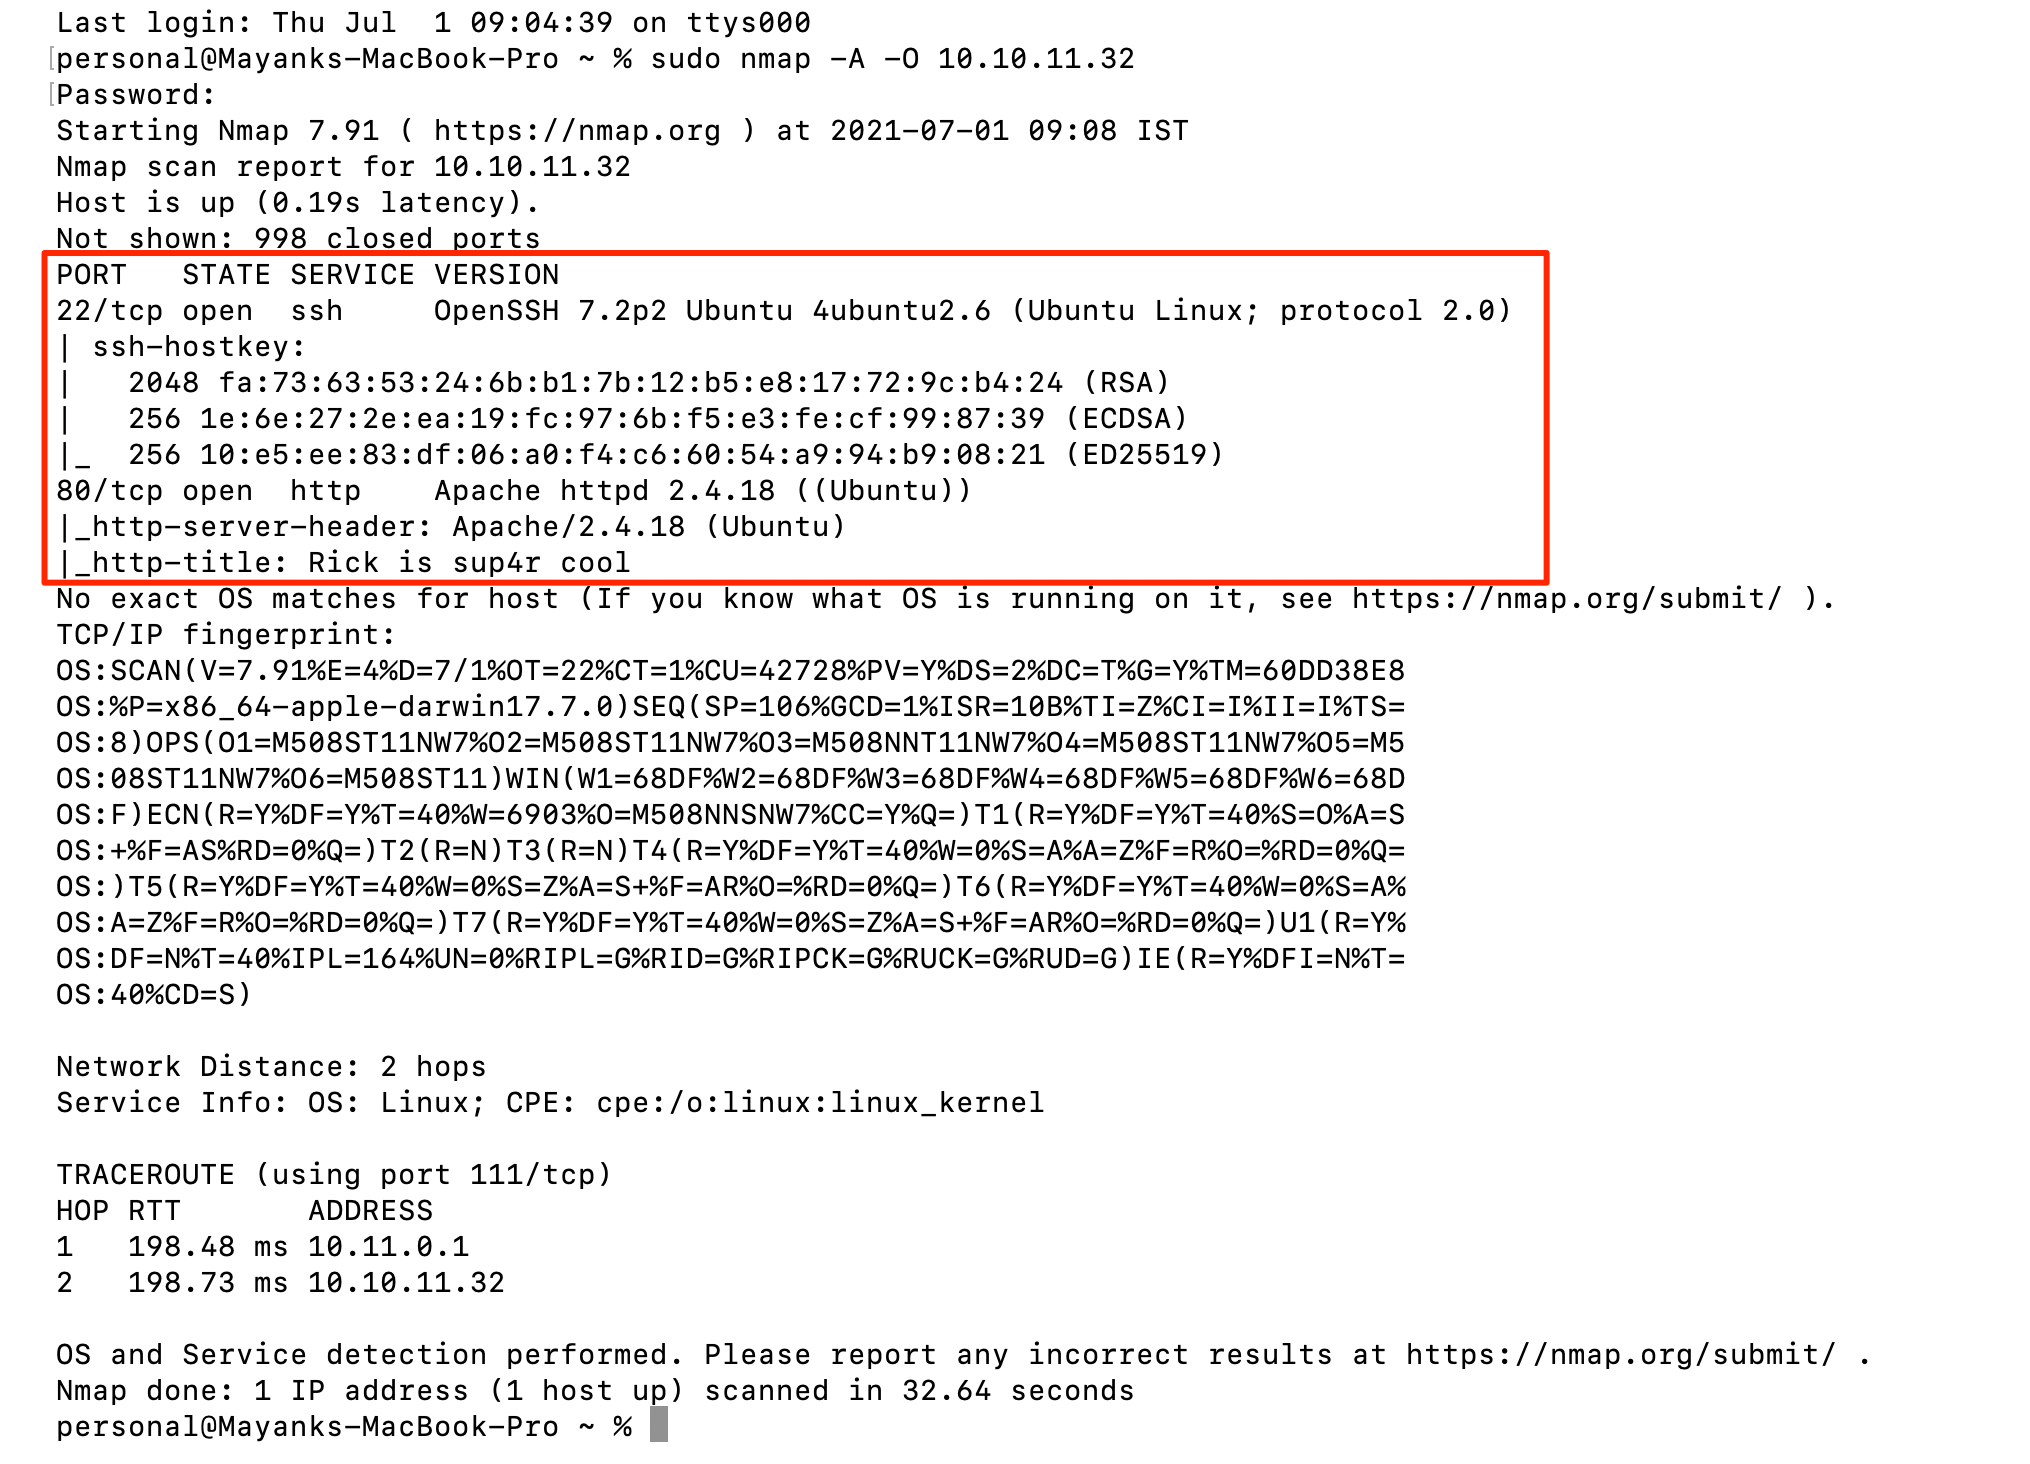 Last login: Thu Jul  1 09:04:39 on ttys000
[personal@Mayanks-MacBook-Pro ~ % sudo nmap -A -O 10.10.11.32
[Password:
Starting Nmap 7.91 ( https://nmap.org ) at 2021-07-01 09:08 IST
Nmap scan report for 10.10.11.32
Host is up (0.19s latency).
Not shown: 998 closed ports
PORT   STATE SERVICE VERSION
22/tcp open  ssh     OpenSSH 7.2p2 Ubuntu 4ubuntu2.6 (Ubuntu Linux; protocol 2.0)
| ssh-hostkey:
|   2048 fa:73:63:53:24:6b:b1:7b:12:b5:e8:17:72:9c:b4:24 (RSA)
|   256 1e:6e:27:2e:ea:19:fc:97:6b:f5:e3:fe:cf:99:87:39 (ECDSA)
|_  256 10:e5:ee:83:df:06:a0:f4:c6:60:54:a9:94:b9:08:21 (ED25519)
80/tcp open  http    Apache httpd 2.4.18 ((Ubuntu))
|_http-server-header: Apache/2.4.18 (Ubuntu)
|_http-title: Rick is sup4r cool
No exact OS matches for host (If you know what OS is running on it, see https://nmap.org/submit/ ).
TCP/IP fingerprint:
OS:SCAN(V=7.91%E=4%D=7/1%OT=22%CT=1%CU=42728%PV=Y%DS=2%DC=T%G=Y%TM=60DD38E8
OS:%P=x86_64-apple-darwin17.7.0)SEQ(SP=106%GCD=1%ISR=10B%TI=Z%CI=I%II=I%TS=
OS:8)OPS(O1=M508ST11NW7%O2=M508ST11NW7%O3=M508NNT11NW7%O4=M508ST11NW7%O5=M5
OS:08ST11NW7%O6=M508ST11)WIN(W1=68DF%W2=68DF%W3=68DF%W4=68DF%W5=68DF%W6=68D
OS:F)ECN(R=Y%DF=Y%T=40%W=6903%O=M508NNSNW7%CC=Y%Q=)T1(R=Y%DF=Y%T=40%S=O%A=S
OS:+%F=AS%RD=0%Q=)T2(R=N)T3(R=N)T4(R=Y%DF=Y%T=40%W=0%S=A%A=Z%F=R%O=%RD=0%Q=
OS:)T5(R=Y%DF=Y%T=40%W=0%S=Z%A=S+%F=AR%O=%RD=0%Q=)T6(R=Y%DF=Y%T=40%W=0%S=A%
OS:A=Z%F=R%O=%RD=0%Q=)T7(R=Y%DF=Y%T=40%W=0%S=Z%A=S+%F=AR%O=%RD=0%Q=)U1(R=Y%
OS:DF=N%T=40%IPL=164%UN=0%RIPL=G%RID=G%RIPCK=G%RUCK=G%RUD=G)IE(R=Y%DFI=N%T=
OS:40%CD=S)
Network Distance: 2 hops
Service Info: OS: Linux; CPE: cpe:/o:linux:linux_kernel
TRACEROUTE (using port 111/tcp)
HOP RTT       ADDRESS
1   198.48 ms 10.11.0.1
2   198.73 ms 10.10.11.32
OS and Service detection performed. Please report any incorrect results at https://nmap.org/submit/ .
Nmap done: 1 IP address (1 host up) scanned in 32.64 seconds
personal@Mayanks-MacBook-Pro ~ %